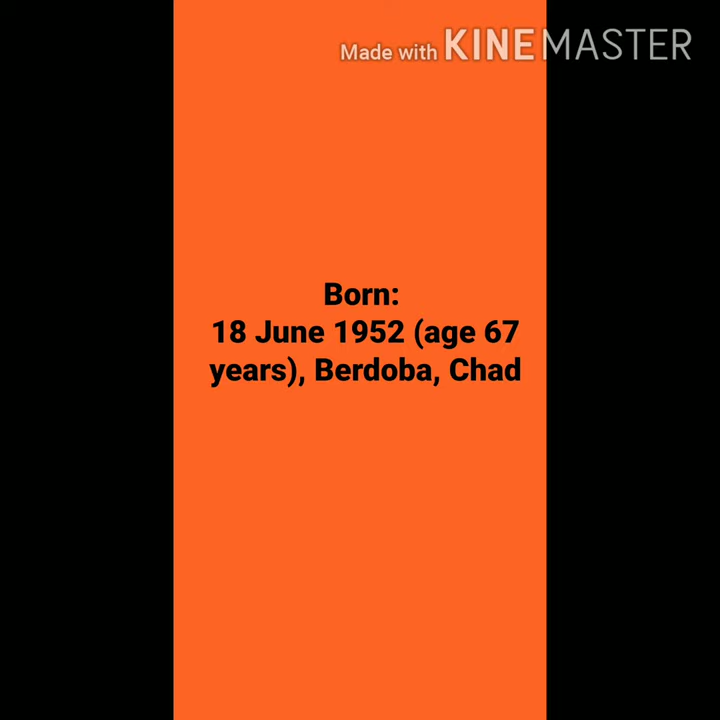 Made with KINEMASTER
Born:
18 June 1952 (age 67
years), Berdoba, Chad